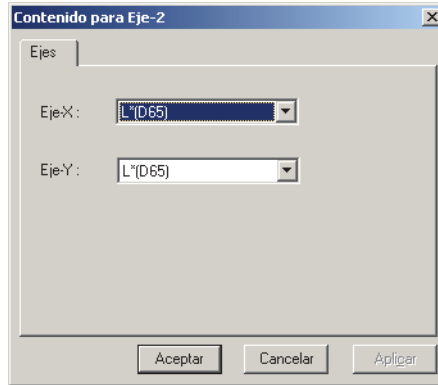 Contenido para Eje-2
Ejes
Eje-X : L*(D65)
Eje-Y : L*(D65)
Aceptar Cancelar Aplicar